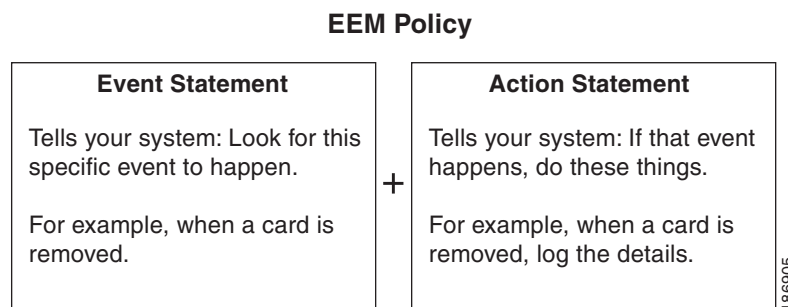 EEM Policy
Event Statement
Tells your system: Look for this
specific event to happen.
For example, when a card is
removed.
+
Action Statement
Tells your system: If that event
happens, do these things.
For example, when a card is
removed, log the details.
186905